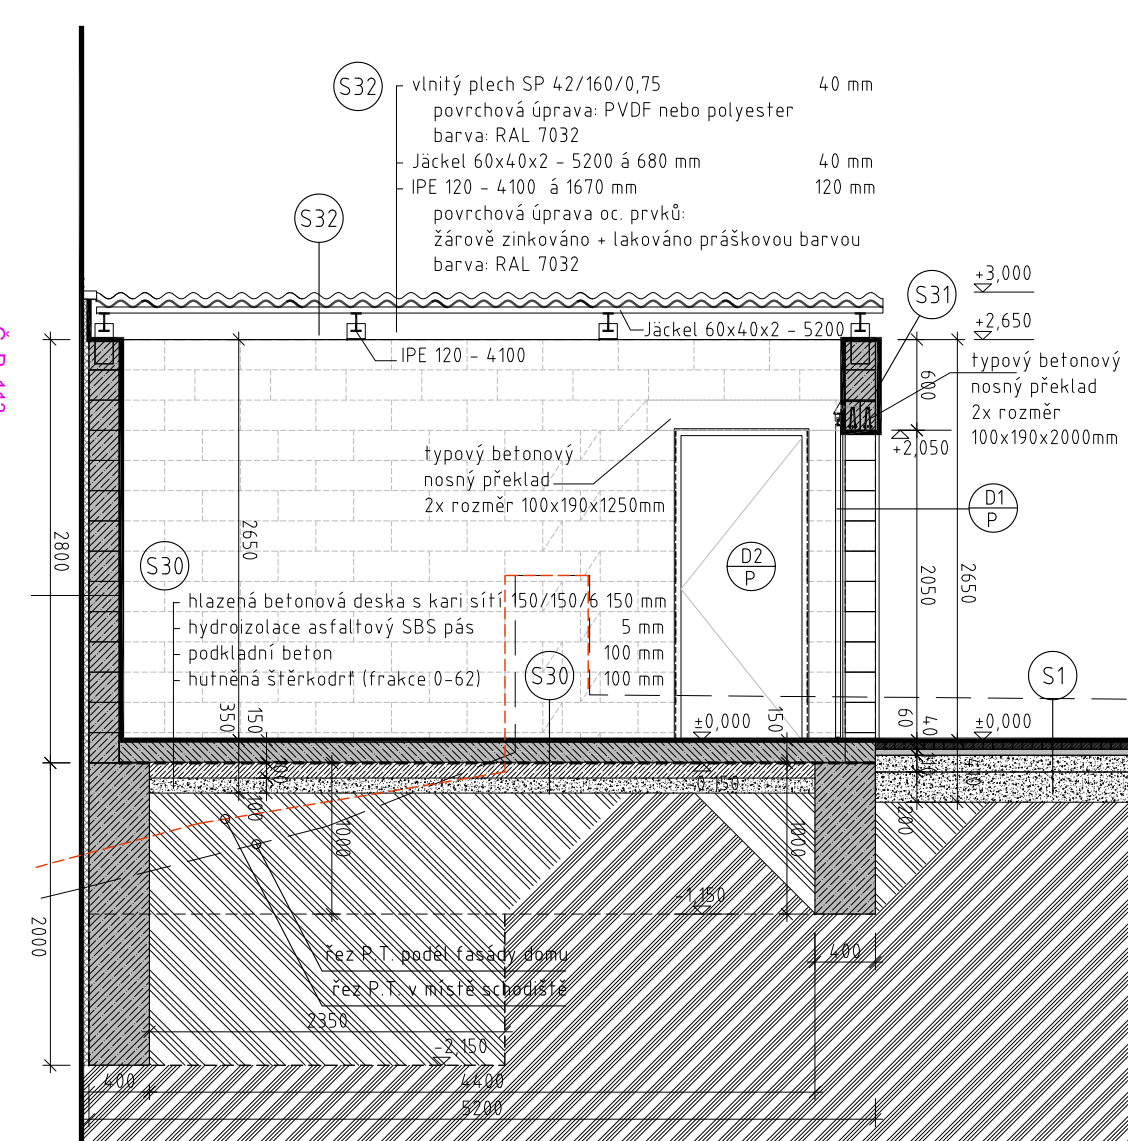 S32
vlnitý plech SP 42/160/0,75 40 mm
povrchová úprava: PVDF nebo polyester
barva: RAL 7032
Jäckel 60x40x2 - 5200 á 680 mm 40 mm
IPE 120 - 4100 á 1670 mm 120 mm
povrchová úprava oc. prvků:
žárově zinkováno + lakováno práškovou barvou
barva: RAL 7032
S32
S31
+3,000
+2,650
Jäckel 60x40x2 - 5200
IPE 120 - 4100
typový betonový
nosný překlad
2x rozměr
100x190x2000mm
600
+2,050
typový betonový
nosný překlad
2x rozměr 100x190x1250mm
D1
P
D2
P
2800
2650
2050
2650
S30
hlazená betonová deska s kari sítí 150/150/6 150 mm
hydroizolace asfaltový SBS pás 5 mm
podkladní beton 100 mm
hutněná štěrkodrť (frakce 0-62) 100 mm
S30
S1
350
150
±0,000
150
60
40
±0,000
-0,150
100
200
1000
1000
-1,150
2000
řez P.T. podél fasády domu
řez P.T. v místě schodiště
400
2350
-2,150
400
4400
5200